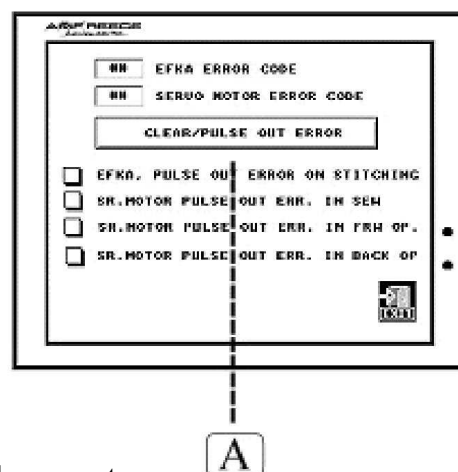 AMF REECE
## EFKA ERROR CODE
## SERVO MOTOR ERROR CODE
CLEAR/PULSE OUT ERROR
EFKA. PULSE OUT ERROR ON STITCHING
SR.MOTOR PULSE OUT ERR. IN SEW
SR.MOTOR PULSE OUT ERR. IN FRW OP.
SR.MOTOR PULSE OUT ERR. IN BACK OP
EXIT
A